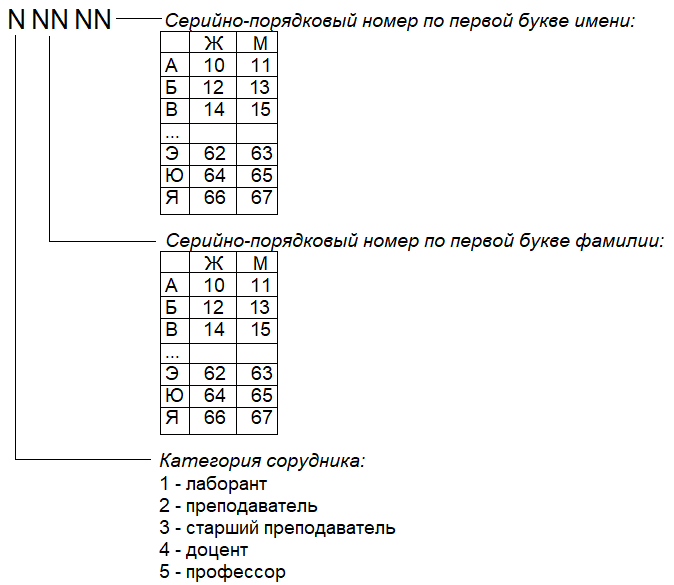 N NN NN
Серийно-порядковый номер по первой букве имени:
Ж М
А 10 11
Б 12 13
В 14 15
...
Э 62 63
Ю 64 65
Я 66 67
Серийно-порядковый номер по первой букве фамилии:
Ж М
А 10 11
Б 12 13
В 14 15
...
Э 62 63
Ю 64 65
Я 66 67
Категория сорудника:
1 - лаборант
2 - преподаватель
3 - старший преподаватель
4 - доцент
5 - профессор